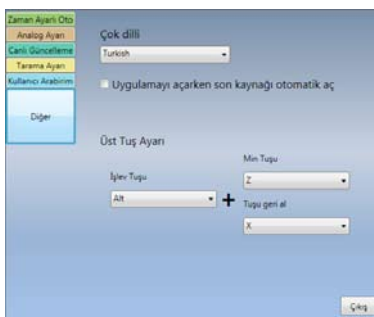 Zaman Ayarlı Oto
Analog Ayarı
Canlı Güncelleme
Tarama Ayarı
Kullanıcı Arabirim
Diğer
Çok dilli
Turkish
Uygulamayı açarken son kaynağı otomatik aç
Üst Tuş Ayarı
İşlev Tuşu
Alt
+
Min Tuşu
Z
Tuşu geri al
X
Çıkış